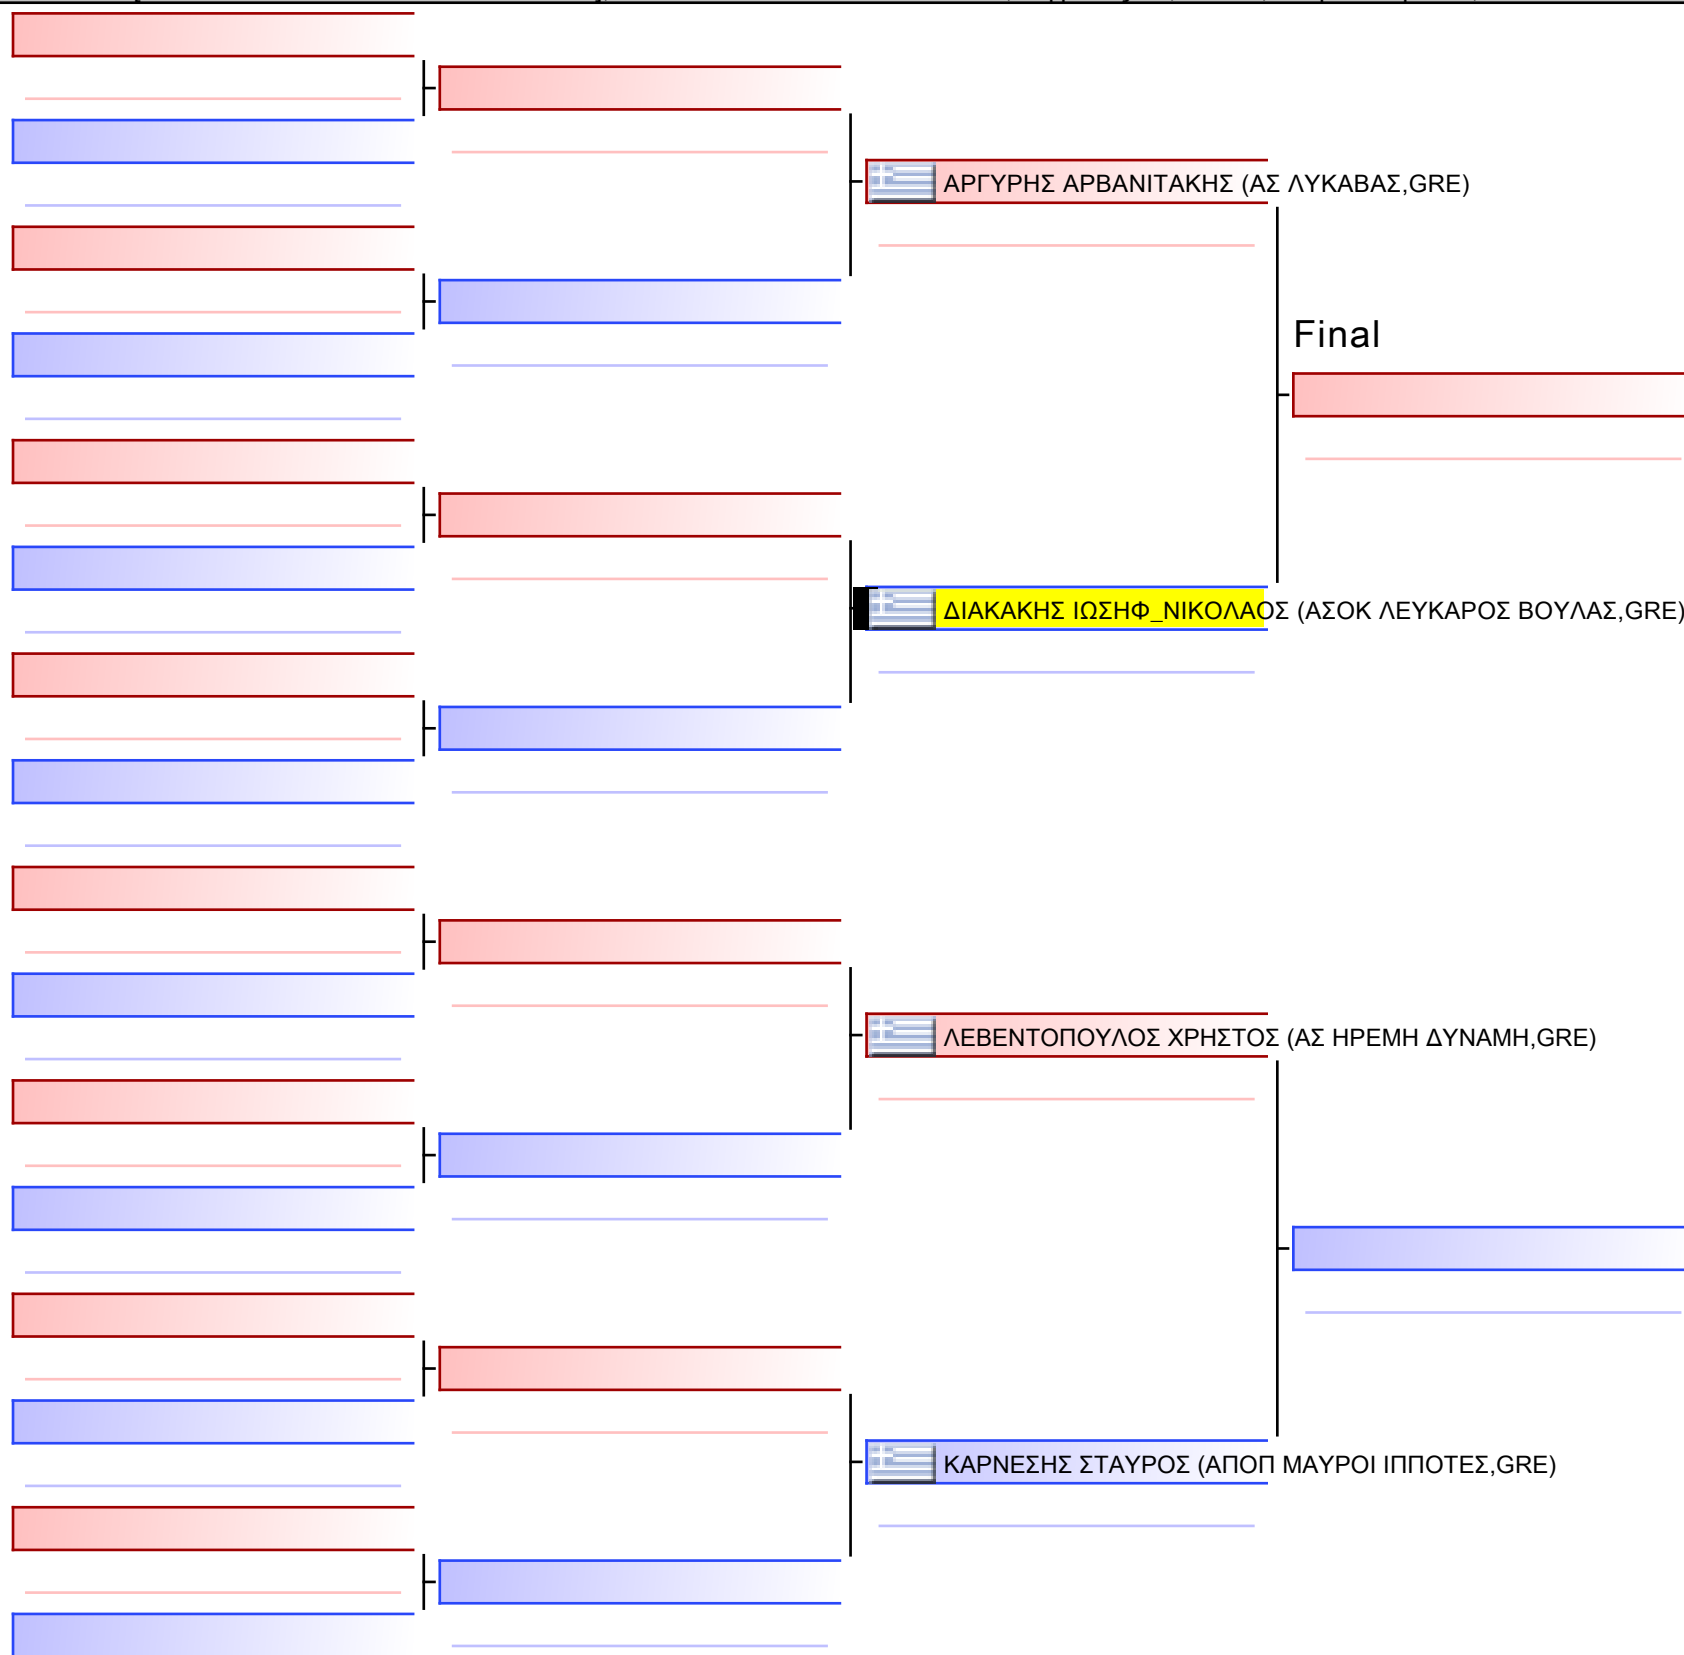 ΑΡΓΥΡΗΣ ΑΡΒΑΝΙΤΑΚΗΣ (ΑΣ ΛΥΚΑΒΑΣ,GRE)
Final
ΔΙΑΚΑΚΗΣ ΙΩΣΗΦ_ΝΙΚΟΛΑΟΣ (ΑΣΟΚ ΛΕΥΚΑΡΟΣ ΒΟΥΛΑΣ,GRE)
ΛΕΒΕΝΤΟΠΟΥΛΟΣ ΧΡΗΣΤΟΣ (ΑΣ ΗΡΕΜΗ ΔΥΝΑΜΗ,GRE)
ΚΑΡΝΕΣΗΣ ΣΤΑΥΡΟΣ (ΑΠΟΠ ΜΑΥΡΟΙ ΙΠΠΟΤΕΣ,GRE)